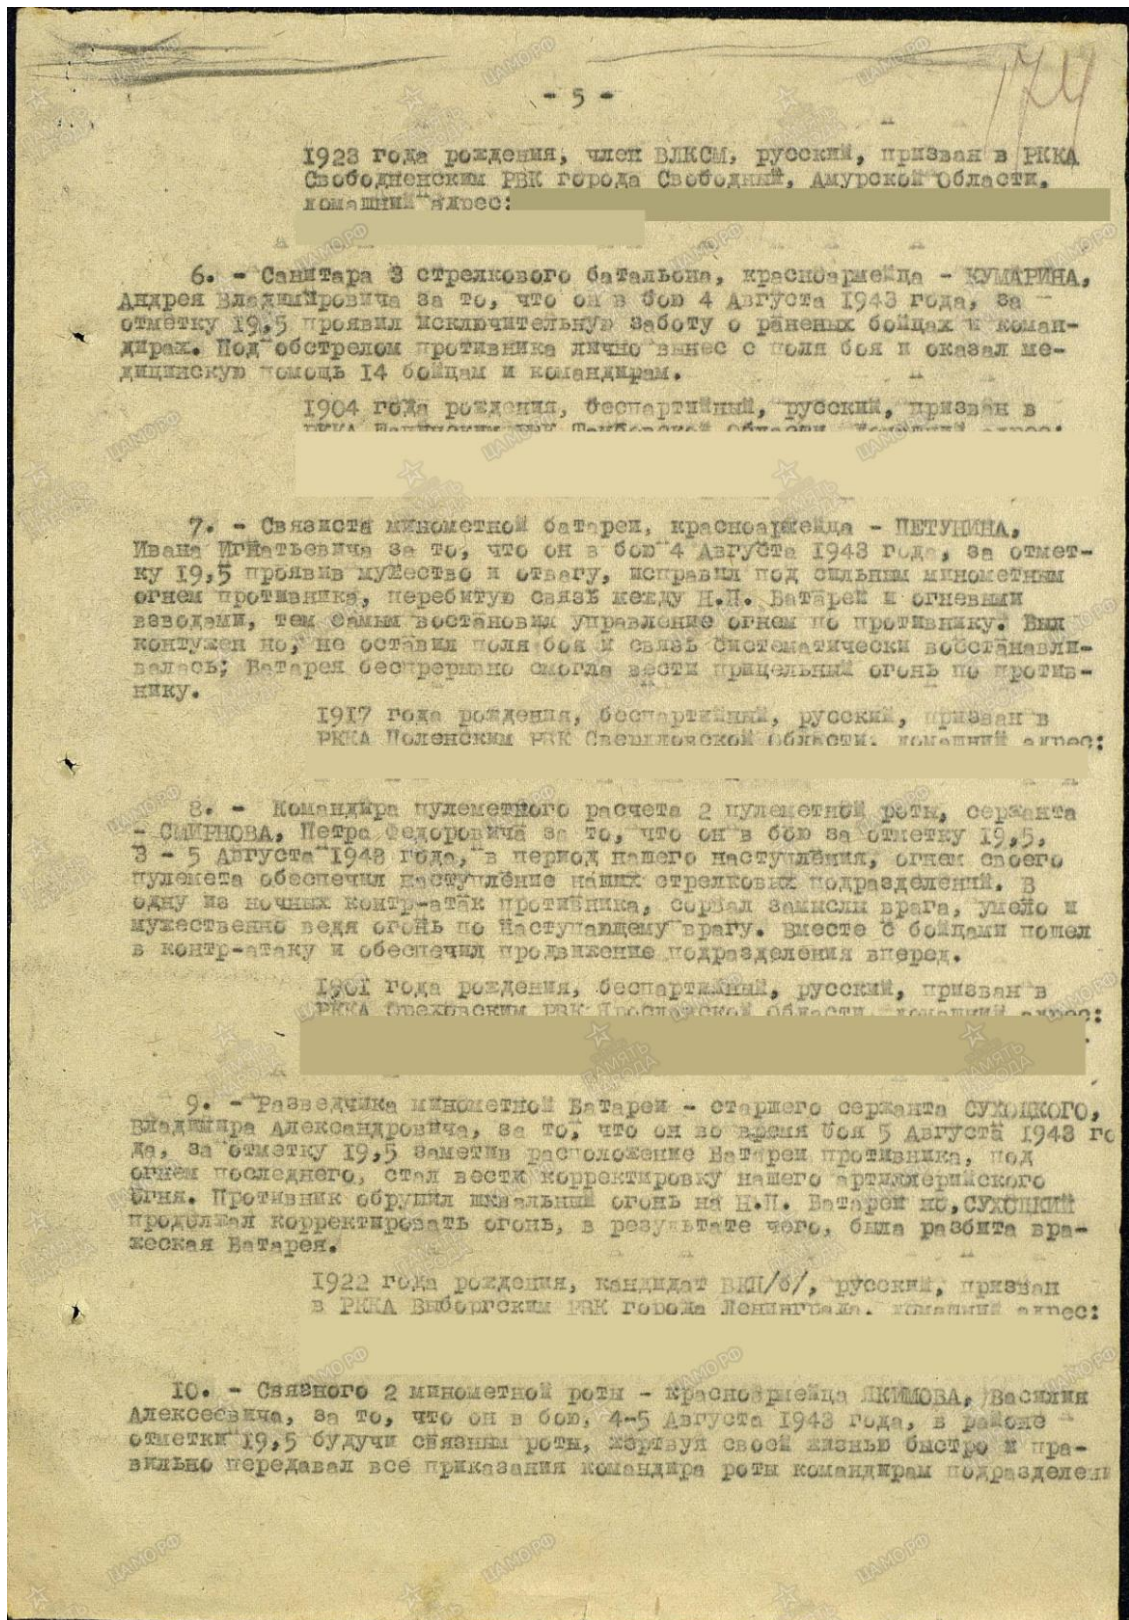 - 5 -
174
1923 года рождения, член ВЛКСМ, русский, призван в РККА
Свободненским РВК города Свободный, Амурской Области,
домашний адрес:
6. - Санитара 3 стрелкового батальона, красноармейца - КУМАРИНА,
Андрея Владимировича за то, что он в бою 4 Августа 1943 года, за
отметку 19,5 проявил исключительную заботу о раненых бойцах и коман-
дирах. Под обстрелом противника лично вынес с поля боя и оказал ме-
дицинскую помощь 14 бойцам и командирам.
1904 года рождения, беспартийный, русский, призван в
РККА РВК Тамбовской Области, домашний адрес:
7. - Связиста минометной батареи, красноармейца - ПЕТУНИНА,
Ивана Игнатьевича за то, что он в бою 4 Августа 1943 года, за отмет-
ку 19,5 проявив мужество и отвагу, исправил под сильным минометным
огнем противника, перебитую связь между Н.П. Батареи и огневыми
взводами, тем самым востановил управление огнем по противнику. Был
контужен но, не оставил поля боя и связь систематически восстанавли-
валась; Батарея беспрерывно смогла вести прицельный огонь по против-
нику.
1917 года рождения, беспартийный, русский, призван в
РККА Поленским РВК Свердловской Области, домашний адрес:
8. - Командира пулеметного расчета 2 пулеметной роты, сержанта
- СМИРНОВА, Петра Федоровича за то, что он в бою за отметку 19,5,
3 - 5 Августа 1943 года, в период нашего наступления, огнем своего
пулемета обеспечил наступление наших стрелковых подразделений. В
одну из ночных контр-атак противника, сорвал замыслы врага, умело и
мужественно ведя огонь по наступающему врагу. Вместе с бойцами пошел
в контр-атаку и обеспечил продвижение подразделения вперед.
1901 года рождения, беспартийный, русский, призван в
РККА Ореховским РВК Ярославской Области, домашний адрес:
9. - Разведчика минометной Батареи - старшего сержанта СУХОЦКОГО,
Владимира Александровича, за то, что он во время боя 5 Августа 1943 го
да, за отметку 19,5 заметив расположение Батареи противника, под
огнем последнего, стал вести корректировку нашего артиллерийского
огня. Противник обрушил шквальный огонь на Н.П. Батареи но, СУХОЦКИЙ
продолжал корректировать огонь, в результате чего, была разбита вра-
жеская Батарея.
1922 года рождения, кандидат ВКП/б/, русский, призван
в РККА Выборгским РВК города Ленинграда, домашний адрес:
10. - Связного 2 минометной роты - красноармейца ЯКИМОВА, Василия
Алексеевича, за то, что он в бою, 4-5 Августа 1943 года, в районе
отметки 19,5 будучи связным роты, жертвуя своей жизнью быстро и пра-
вильно передавал все приказания командира роты командирам подразделени